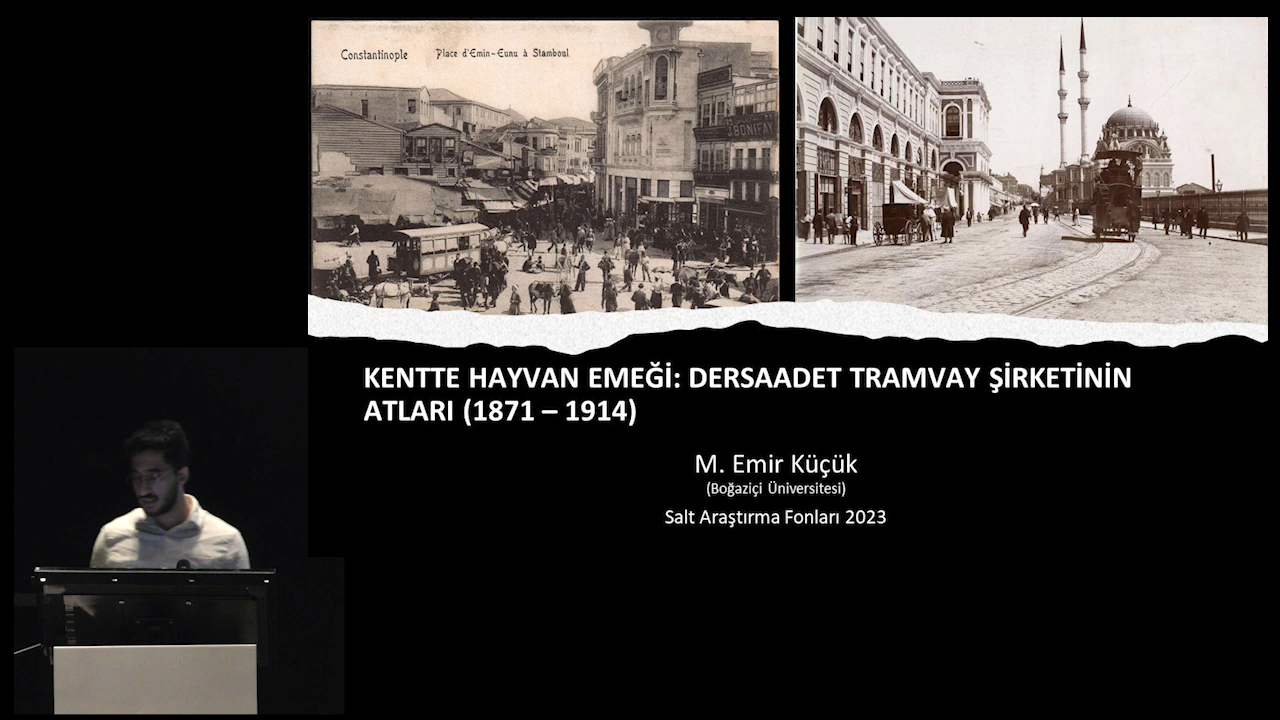 Constantinople Place d'Emin-Eunu à Stamboul
J.BONIFAY
KENTTE HAYVAN EMEĞİ: DERSAADET TRAMVAY ŞİRKETİNİN
ATLARI (1871 – 1914)
M. Emir Küçük
(Boğaziçi Üniversitesi)
Salt Araştırma Fonları 2023